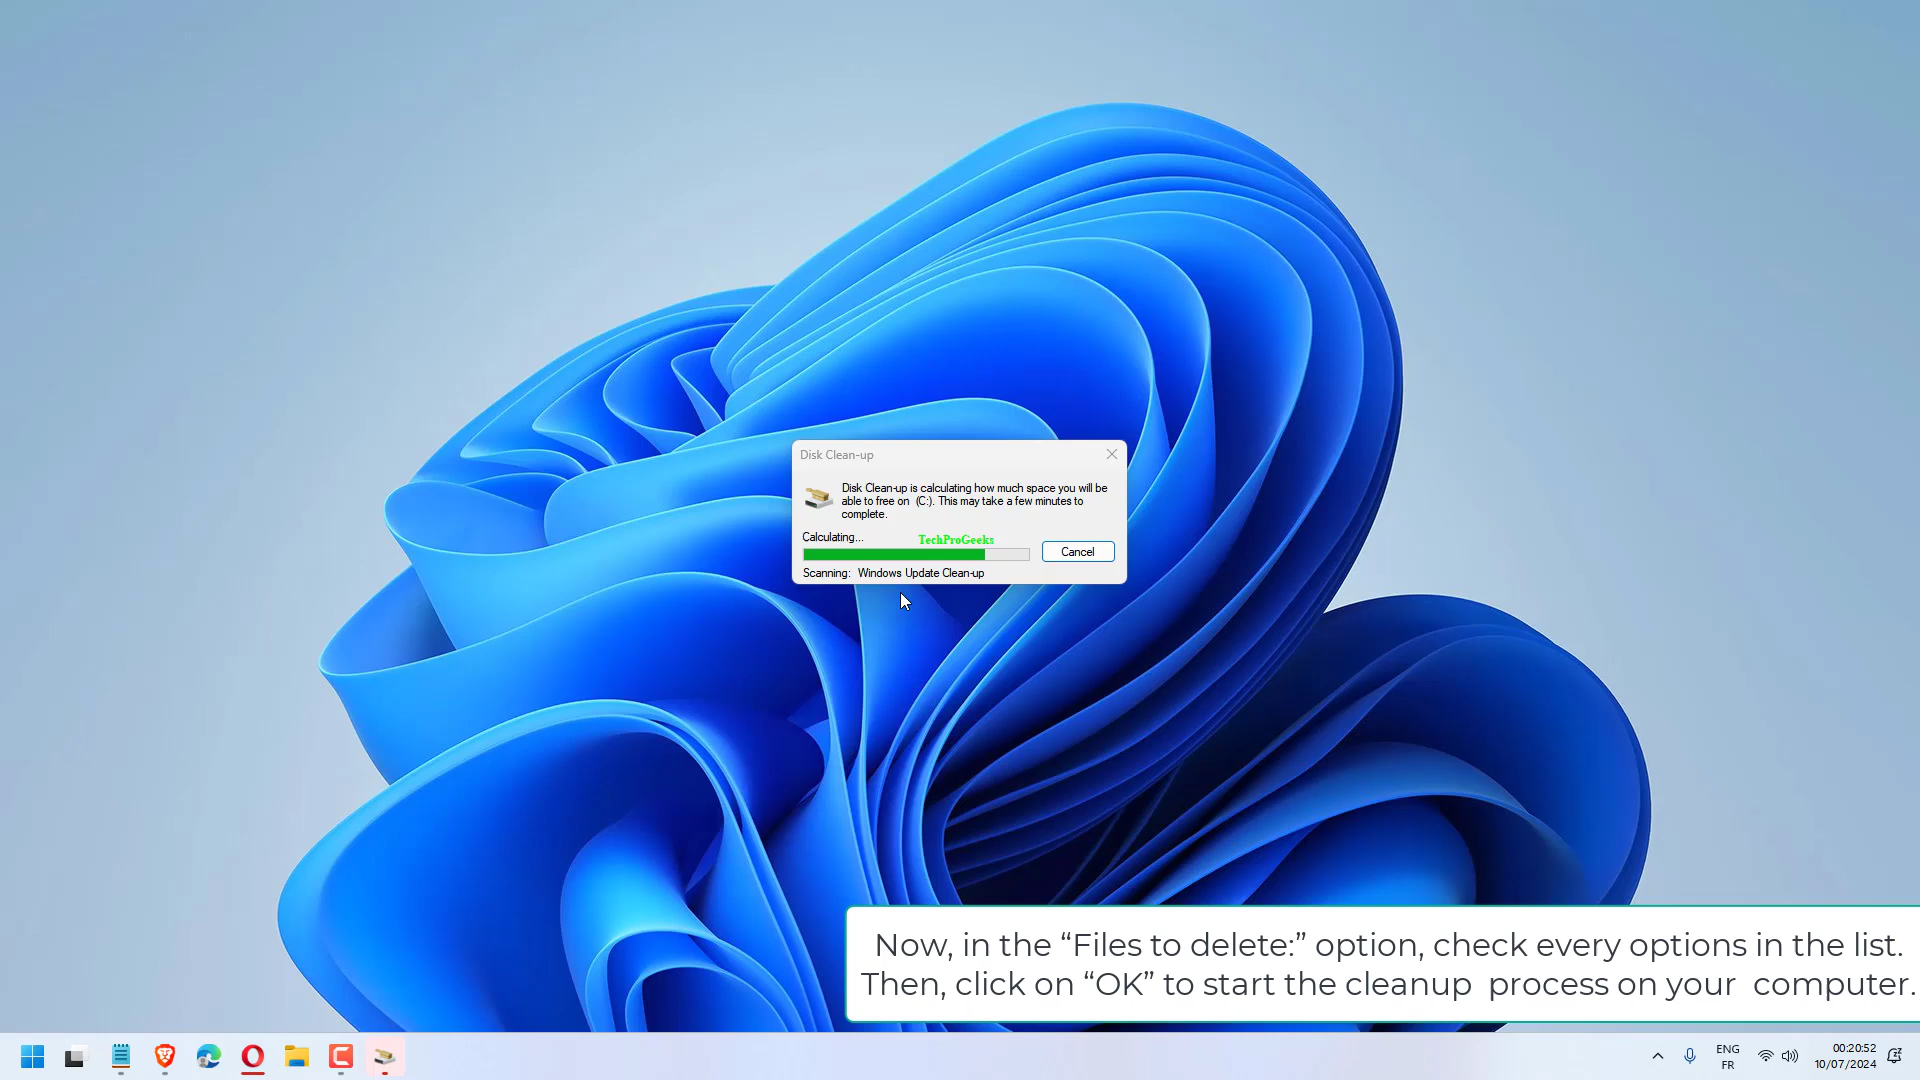 Disk Clean-up
Disk Clean-up is calculating how much space you will be
able to free on  (C:). This may take a few minutes to
complete.
Calculating...
TechProGeeks
Cancel
Scanning:   Windows Update Clean-up
Now, in the “Files to delete:” option, check every options in the list.
Then, click on “OK” to start the cleanup  process on your  computer.
ENG
FR
00:20:52
10/07/2024